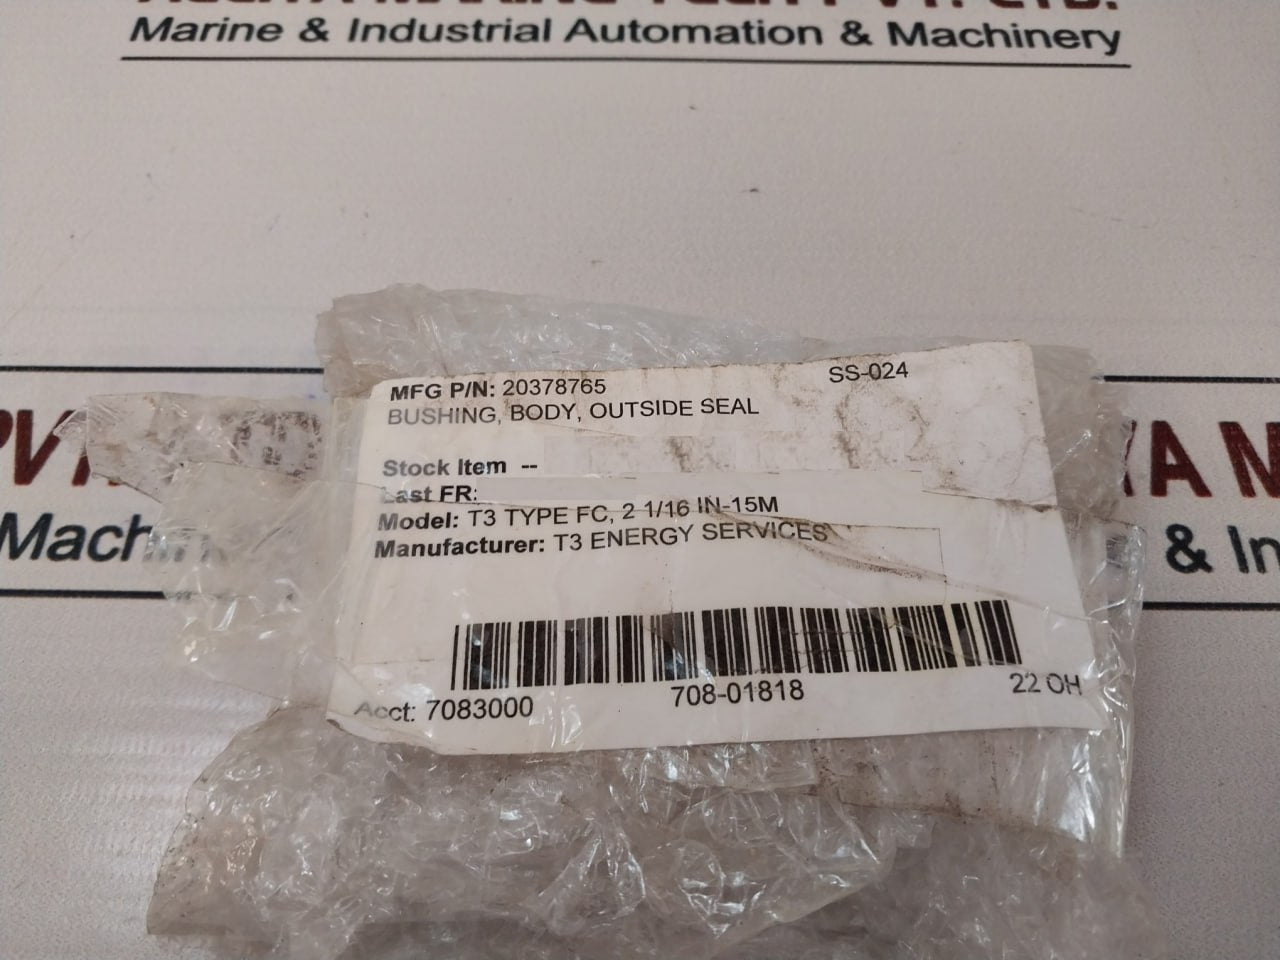 Marine & Industrial Automation & Machinery
MFG P/N: 20378765
SS-024
BUSHING, BODY, OUTSIDE SEAL
Stock Item --
Last FR:
Model: T3 TYPE FC, 2 1/16 IN-15M
Manufacturer: T3 ENERGY SERVICES
708-01818
Acct: 7083000
22 OH
& In